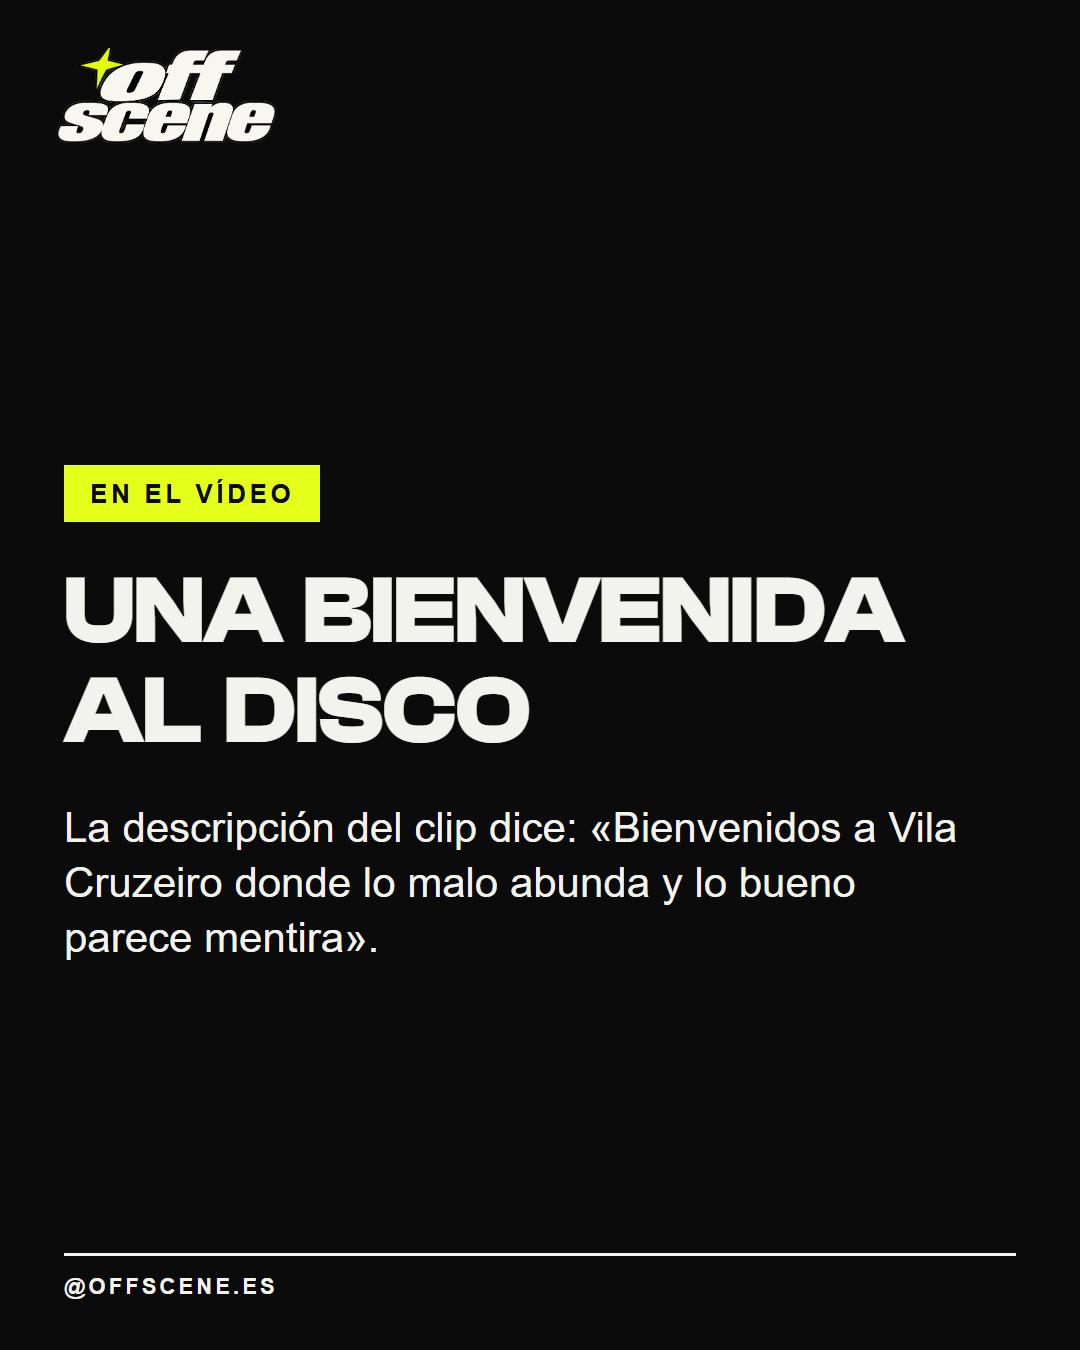 off
scene
EN EL VÍDEO
UNA BIENVENIDA
AL DISCO
La descripción del clip dice: «Bienvenidos a Vila
Cruzeiro donde lo malo abunda y lo bueno
parece mentira».
@OFFSCENE.ES